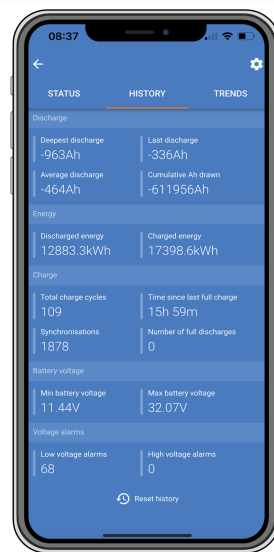 08:37
STATUS HISTORY TRENDS
Discharge
Deepest discharge Last discharge
-963Ah -336Ah
Average discharge Cumulative Ah drawn
-464Ah -611956Ah
Energy
Discharged energy Charged energy
12883.3kWh 17398.6kWh
Charge
Total charge cycles Time since last full charge
109 15h 59m
Synchronisations Number of full discharges
1878 0
Battery voltage
Min battery voltage Max battery voltage
11.44V 32.07V
Voltage alarms
Low voltage alarms High voltage alarms
68 0
Reset history